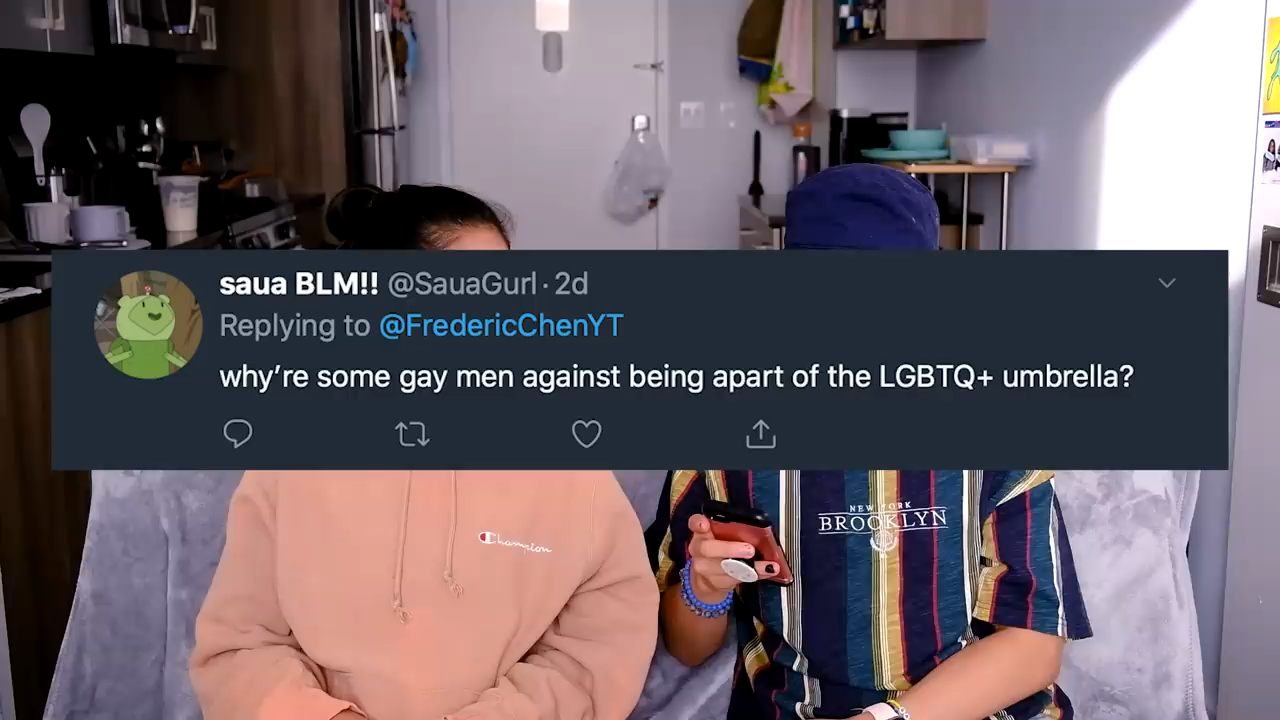 saua BLM!! @SauaGurl · 2d
Replying to @FredericChenYT
why’re some gay men against being apart of the LGBTQ+ umbrella?
Champion
NEW YORK
BROOKLYN